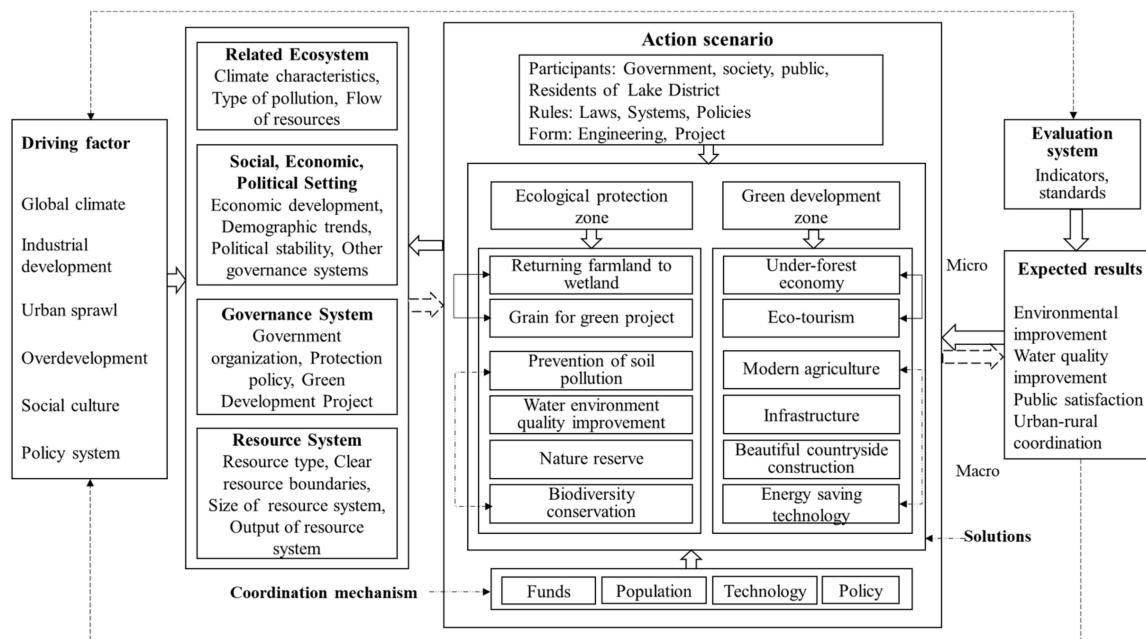 Driving factor
Global climate
Industrial
development
Urban sprawl
Overdevelopment
Social culture
Policy system
Related Ecosystem
Climate characteristics,
Type of pollution, Flow
of resources
Social, Economic,
Political Setting
Economic development,
Demographic trends,
Political stability, Other
governance systems
Governance System
Government
organization, Protection
policy, Green
Development Project
Resource System
Resource type, Clear
resource boundaries,
Size of resource system,
Output of resource
system
Action scenario
Participants: Government, society, public,
Residents of Lake District
Rules: Laws, Systems, Policies
Form: Engineering, Project
Ecological protection
zone
Returning farmland to
wetland
Grain for green project
Prevention of soil
pollution
Water environment
quality improvement
Nature reserve
Biodiversity
conservation
Green development
zone
Under-forest
economy
Eco-tourism
Modern agriculture
Infrastructure
Beautiful countryside
construction
Energy saving
technology
Micro
Macro
Solutions
Coordination mechanism
Funds
Population
Technology
Policy
Evaluation
system
Indicators,
standards
Expected results
Environmental
improvement
Water quality
improvement
Public satisfaction
Urban-rural
coordination